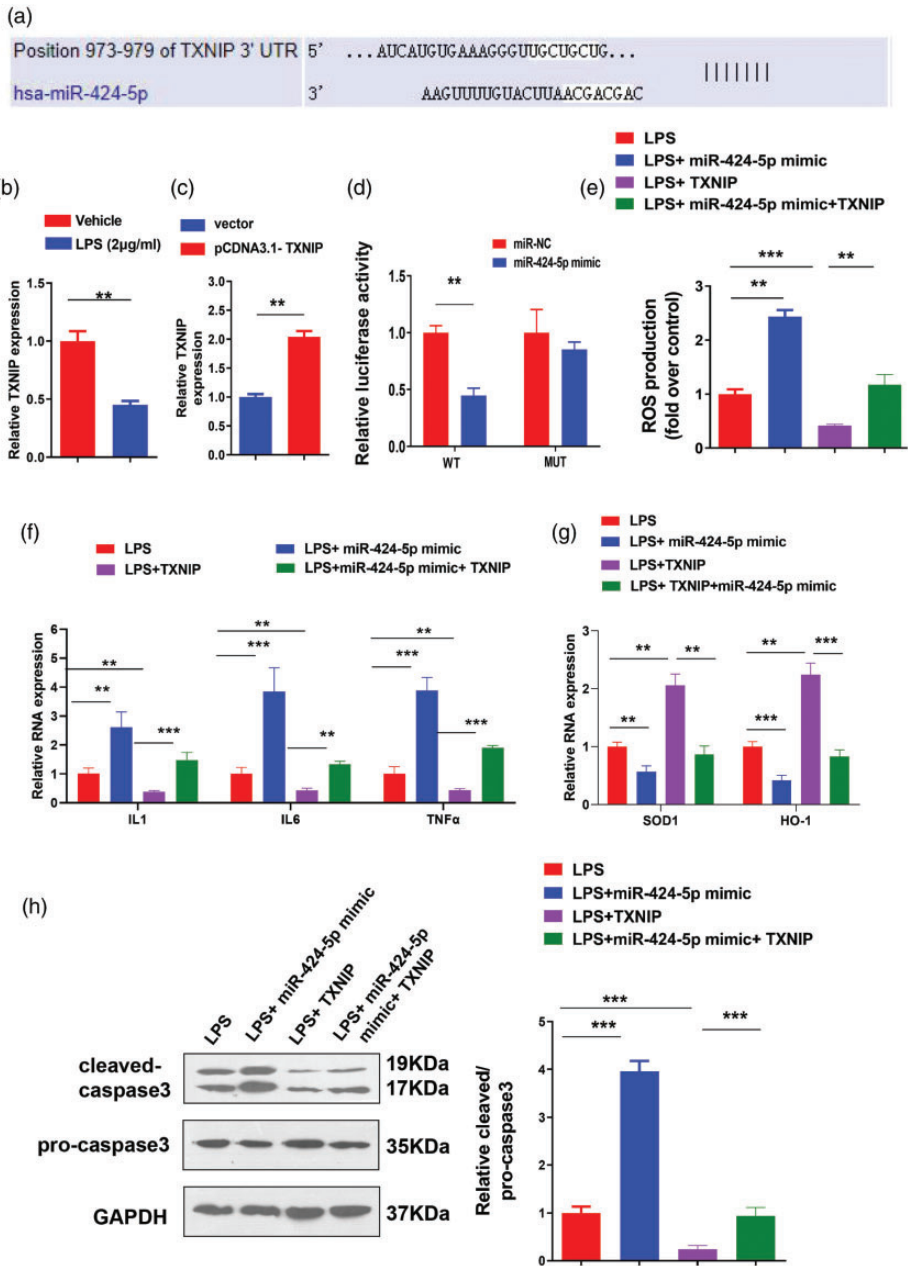 (a)
Position 973-979 of TXNIP 3' UTR 5' ...AUCAUGUGAAAGGGUUGCUGCUG...
hsa-miR-424-5p 3' AAGUUUUGUACUUAACGACGAC
(b)
Vehicle
LPS (2μg/ml)
**
Relative TXNIP expression
1.5
1.0
0.5
0.0
(c)
vector
pCDNA3.1- TXNIP
**
Relative TXNIP
expression
2.5
2.0
1.5
1.0
0.5
0.0
(d)
miR-NC
miR-424-5p mimic
**
Relative luciferase activity
1.5
1.0
0.5
0.0
WT MUT
(e)
LPS
LPS+ miR-424-5p mimic
LPS+ TXNIP
LPS+ miR-424-5p mimic+TXNIP
*** **
**
ROS production
(fold over control)
3
2
1
0
(f)
LPS LPS+ miR-424-5p mimic
LPS+TXNIP LPS+miR-424-5p mimic+ TXNIP
Relative RNA expression
6
5
4
3
2
1
0
** ** **
** *** ***
*** ** ***
IL1 IL6 TNFα
(g)
LPS
LPS+ miR-424-5p mimic
LPS+TXNIP
LPS+ TXNIP+miR-424-5p mimic
Relative RNA expression
3
2
1
0
** ** ** ***
** ***
SOD1 HO-1
(h)
LPS
LPS+ miR-424-5p mimic
LPS+ TXNIP
LPS+ miR-424-5p
mimic+ TXNIP
cleaved-
caspase3
19KDa
17KDa
pro-caspase3 35KDa
GAPDH 37KDa
LPS
LPS+miR-424-5p mimic
LPS+TXNIP
LPS+miR-424-5p mimic+ TXNIP
*** ***
***
Relative cleaved/
pro-caspase3
5
4
3
2
1
0